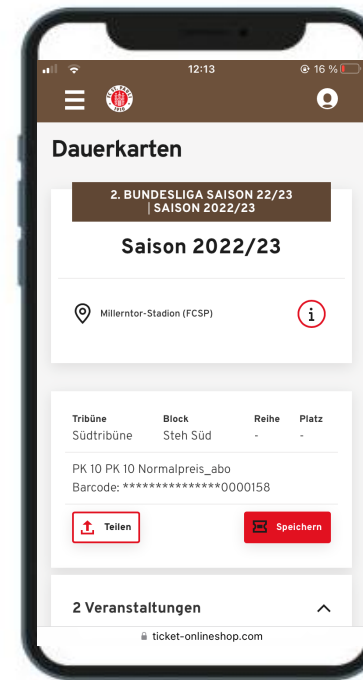 12:13
16 %
Dauerkarten
2. BUNDESLIGA SAISON 22/23
| SAISON 2022/23
Saison 2022/23
Millerntor-Stadion (FCSP)
i
Tribüne Block Reihe Platz
Südtribüne Steh Süd - -
PK 10 PK 10 Normalpreis_abo
Barcode: ***************0000158
Teilen Speichern
2 Veranstaltungen
ticket-onlineshop.com